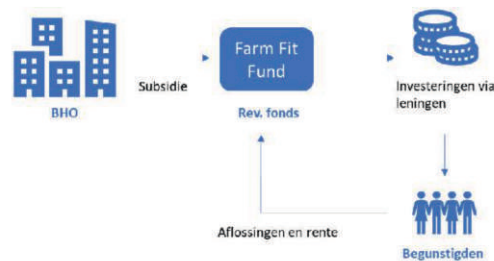 Farm Fit
Fund
Subsidie
BHO
Rev. fonds
Investeringen via
leningen
Aflossingen en rente
Begunstigden